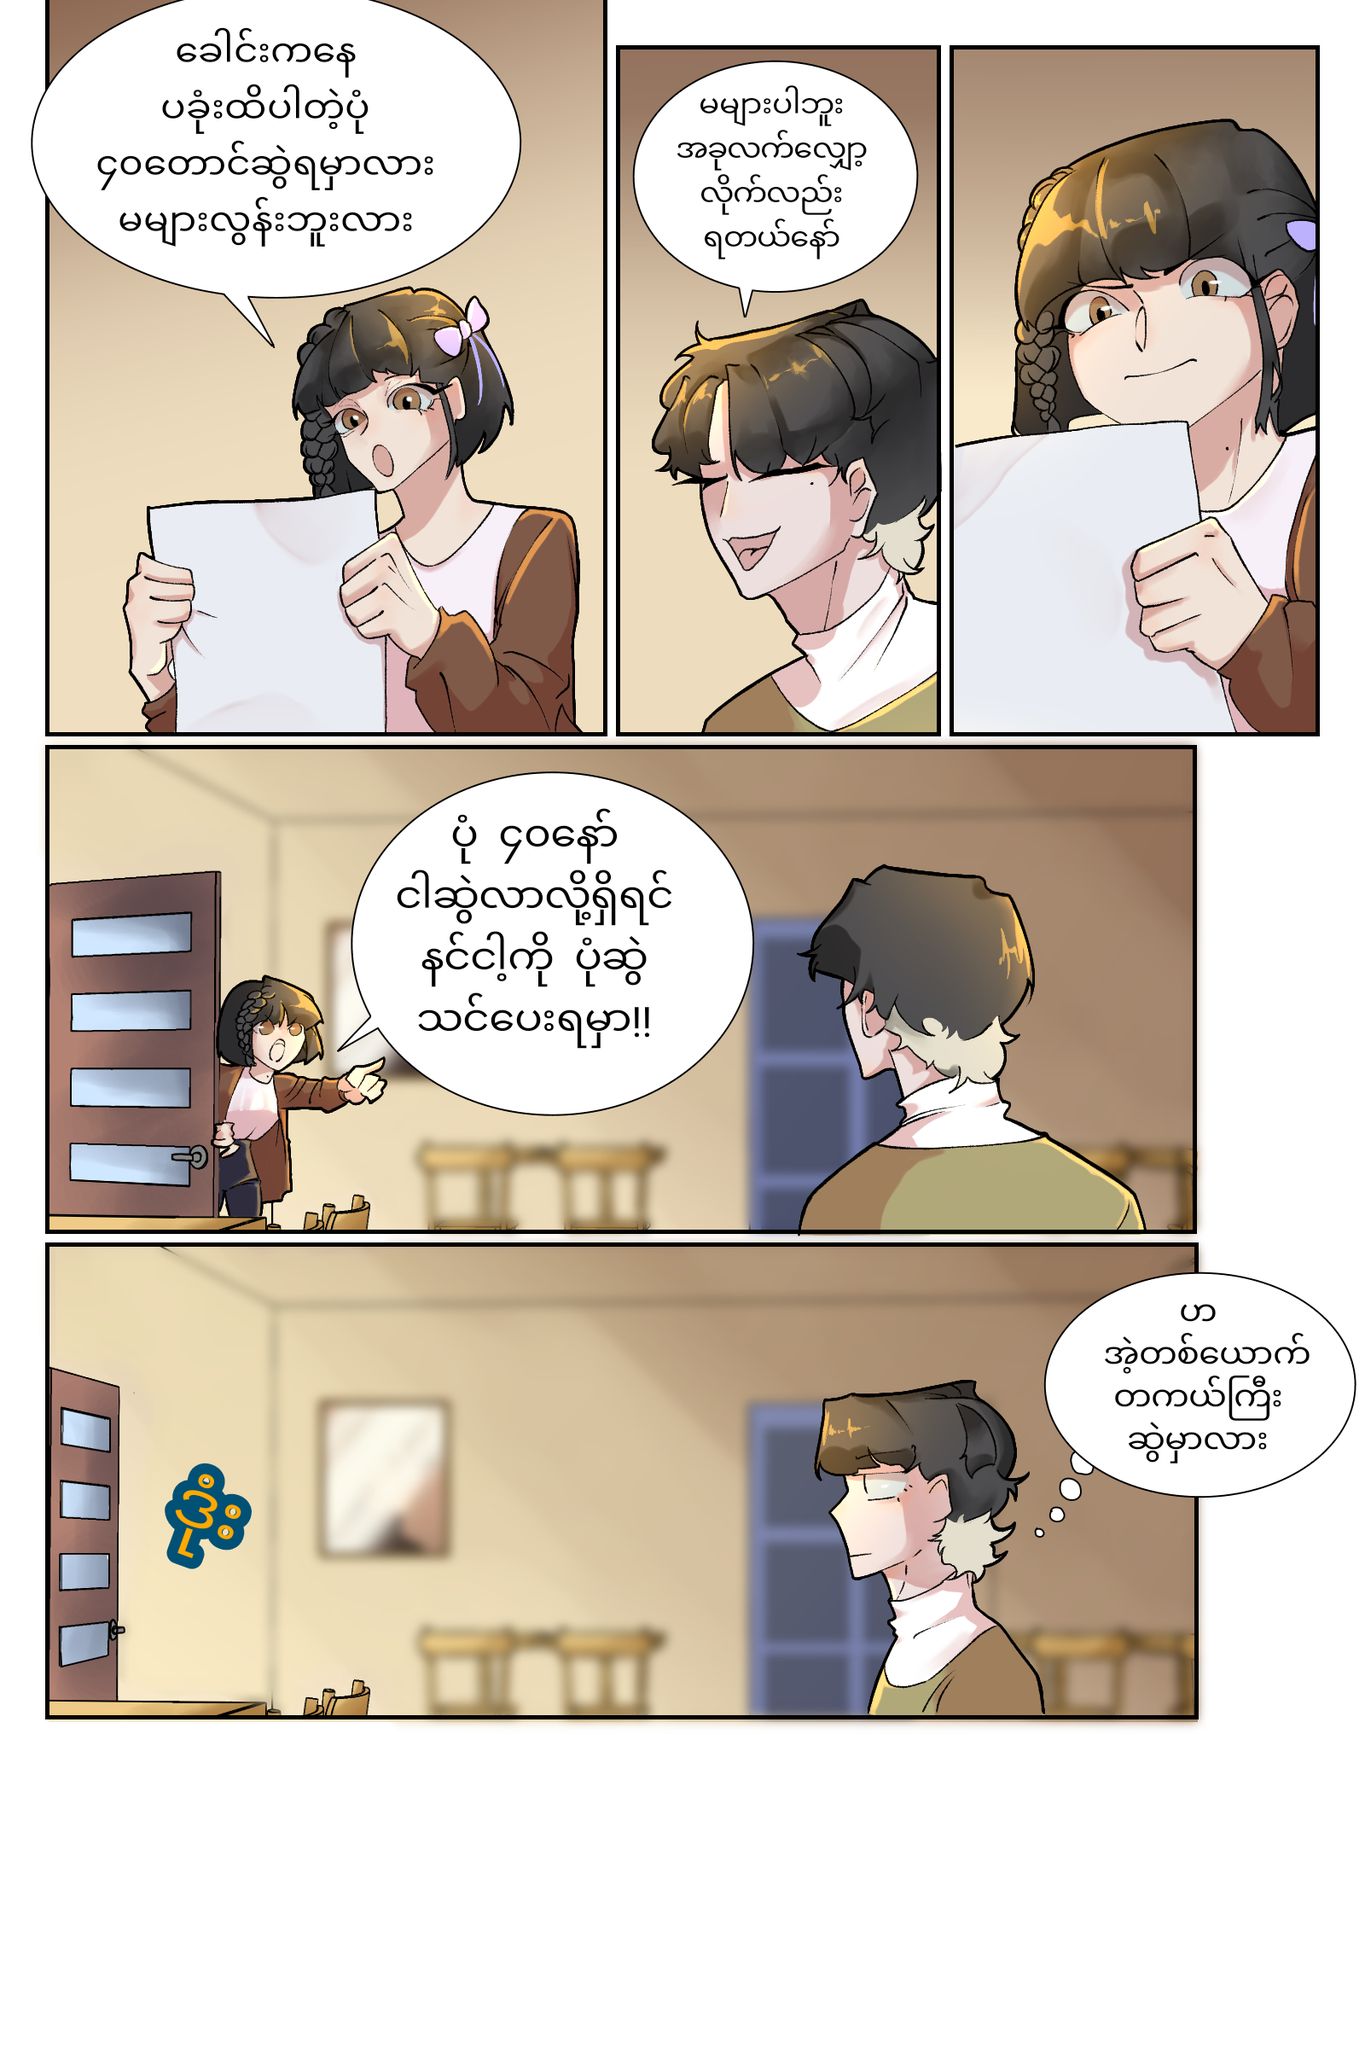 ခေါင်းကနေ
ပခုံးထိပါတဲ့ပုံ
၄၀တောင်ဆွဲရမှာလား
မများလွန်းဘူးလား
မများပါဘူး
အခုလက်လျှော့
လိုက်လည်း
ရတယ်နော်
ပုံ ၄၀နော်
ငါဆွဲလာလို့ရှိရင်
နင်ငါ့ကို ပုံဆွဲ
သင်ပေးရမှာ!!
ဟာ
အဲ့တစ်ယောက်
တကယ်ကြီး
ဆွဲမှာလား
ဒုံး